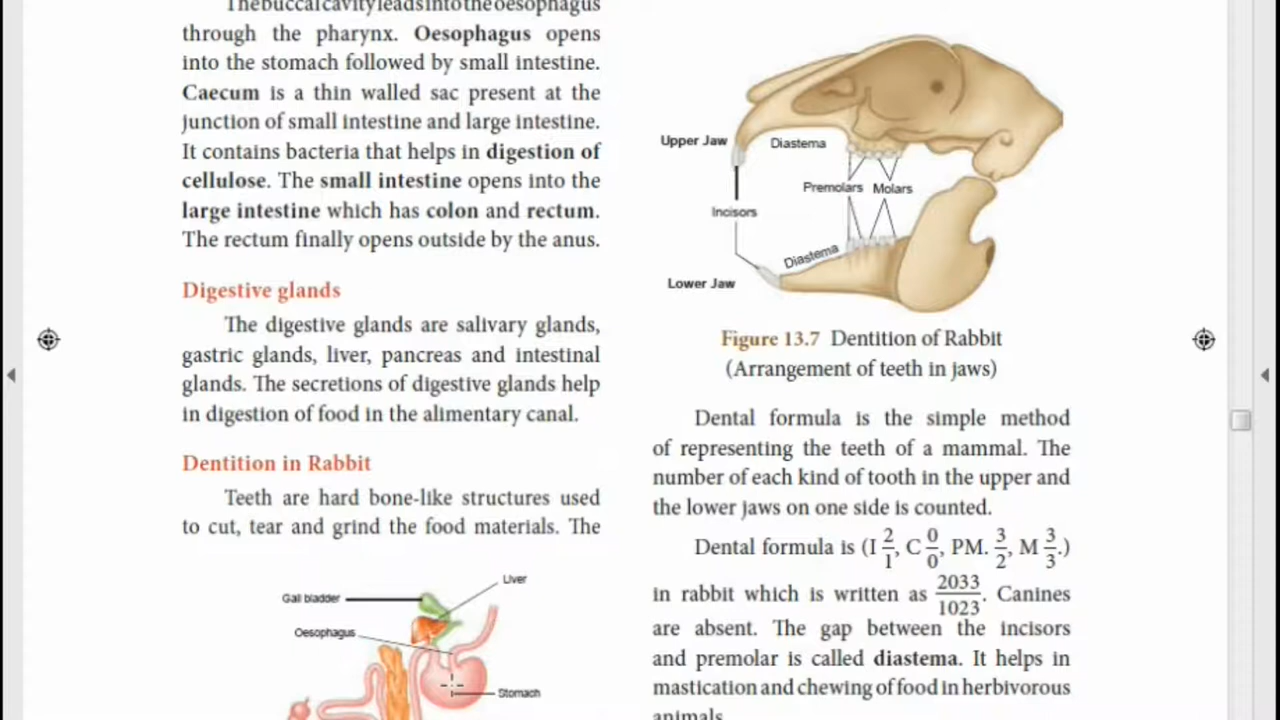 The buccal cavity leads into the oesophagus
through the pharynx. Oesophagus opens
into the stomach followed by small intestine.
Caecum is a thin walled sac present at the
junction of small intestine and large intestine.
It contains bacteria that helps in digestion of
cellulose. The small intestine opens into the
large intestine which has colon and rectum.
The rectum finally opens outside by the anus.
Digestive glands
The digestive glands are salivary glands,
gastric glands, liver, pancreas and intestinal
glands. The secretions of digestive glands help
in digestion of food in the alimentary canal.
Dentition in Rabbit
Teeth are hard bone-like structures used
to cut, tear and grind the food materials. The
Liver
Gall bladder
Oesophagus
Stomach
Upper Jaw
Diastema
Premolars Molars
Incisors
Diastema
Lower Jaw
Figure 13.7 Dentition of Rabbit
(Arrangement of teeth in jaws)
Dental formula is the simple method
of representing the teeth of a mammal. The
number of each kind of tooth in the upper and
the lower jaws on one side is counted.
Dental formula is (I 2/1, C 0/0, PM. 3/2, M 3/3.)
in rabbit which is written as 2033/1023. Canines
are absent. The gap between the incisors
and premolar is called diastema. It helps in
mastication and chewing of food in herbivorous
animals.